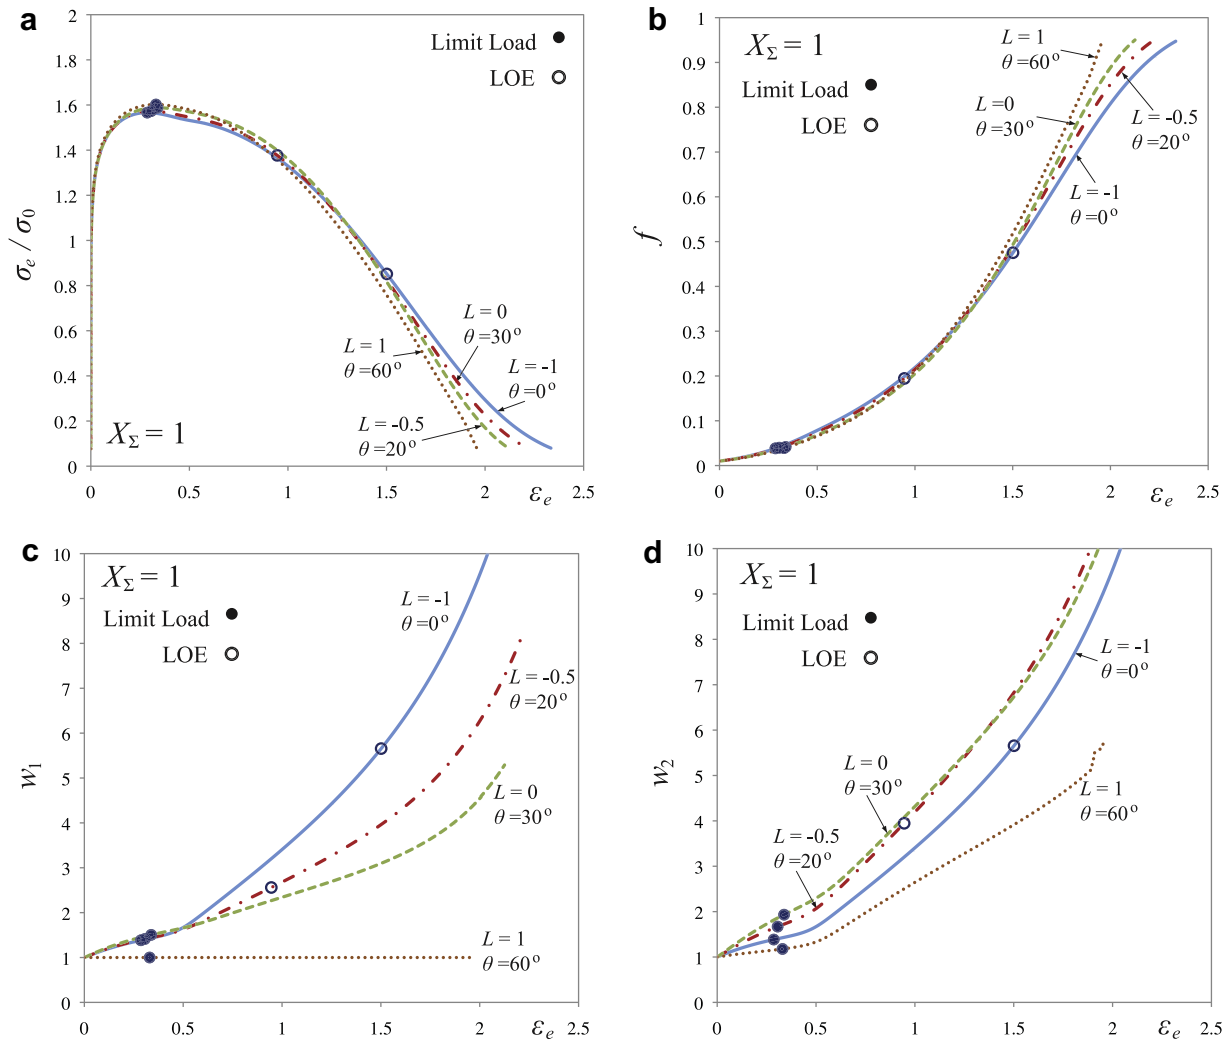 a
2
1.8
1.6
1.4
1.2
1
0.8
0.6
0.4
0.2
0
σe / σ0
Limit Load
LOE
L = 0
θ =30°
L = 1
θ =60°
L = -1
θ =0°
L = -0.5
θ =20°
XΣ = 1
0 0.5 1 1.5 2 2.5
εe
b
1
0.9
0.8
0.7
0.6
0.5
0.4
0.3
0.2
0.1
0
f
XΣ = 1
Limit Load
LOE
L = 1
θ =60°
L =0
θ =30°
L = -0.5
θ =20°
L = -1
θ =0°
0 0.5 1 1.5 2 2.5
εe
c
10
9
8
7
6
5
4
3
2
1
0
w1
XΣ = 1
Limit Load
LOE
L = -1
θ =0°
L = -0.5
θ =20°
L = 0
θ =30°
L = 1
θ =60°
0 0.5 1 1.5 2 2.5
εe
d
10
9
8
7
6
5
4
3
2
1
0
w2
XΣ = 1
Limit Load
LOE
L = -1
θ =0°
L = 0
θ =30°
L = 1
θ =60°
L = -0.5
θ =20°
0 0.5 1 1.5 2 2.5
εe